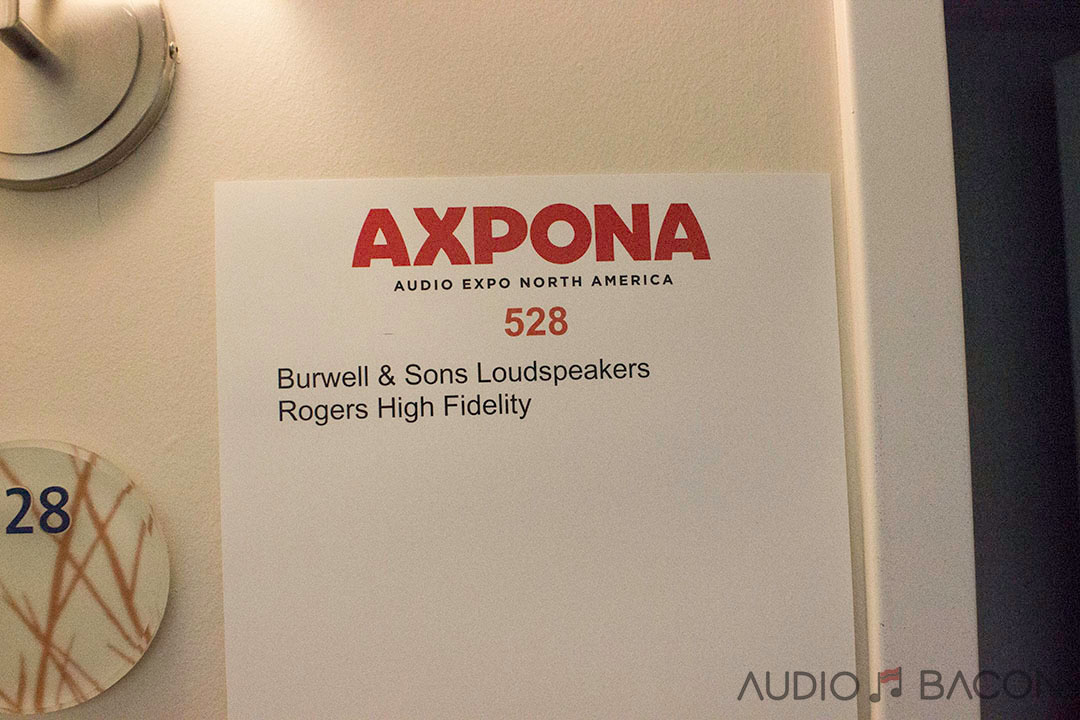 AXPONA
AUDIO EXPO NORTH AMERICA
528
Burwell & Sons Loudspeakers
Rogers High Fidelity
28
AUDIO BACON